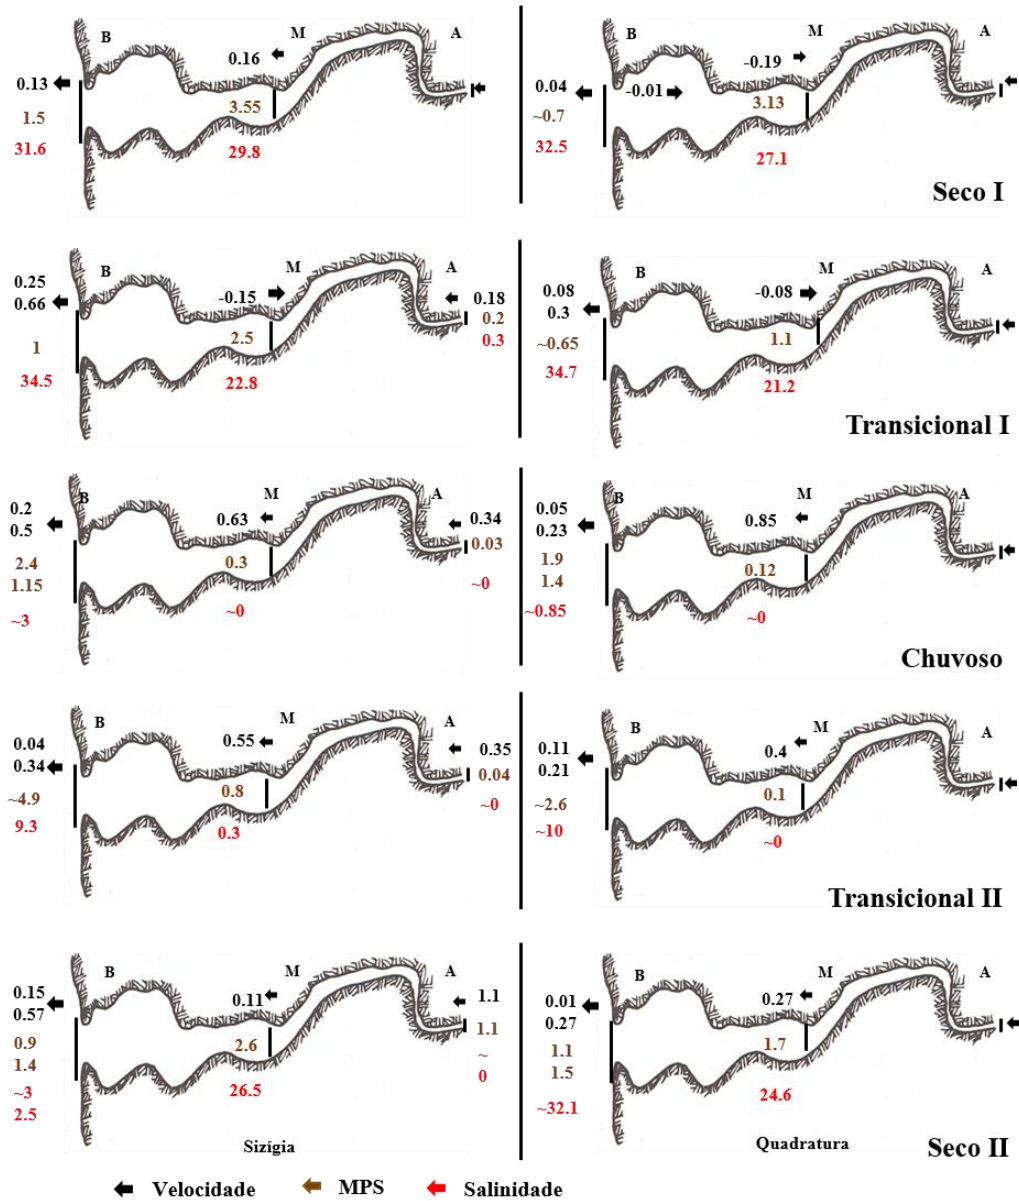 B
M
A
0.16
0.13
3.55
1.5
31.6
29.8
B
M
A
-0.19
0.04
-0.01
3.13
~0.7
32.5
27.1
Seco I
B
M
A
0.25
0.66
-0.15
0.18
0.2
0.3
2.5
1
34.5
22.8
B
M
A
0.08
0.3
-0.08
1.1
~0.65
34.7
21.2
Transicional I
B
M
A
0.2
0.5
0.63
0.34
0.03
2.4
1.15
0.3
~0
~3
~0
B
M
A
0.05
0.23
0.85
1.9
1.4
0.12
~0.85
~0
Chuvoso
B
M
A
0.04
0.34
0.55
0.35
0.04
~4.9
0.8
~0
9.3
0.3
B
M
A
0.11
0.21
0.4
~2.6
0.1
~10
~0
Transicional II
B
M
A
0.15
0.57
0.11
1.1
1.1
0.9
1.4
2.6
~
0
~3
2.5
26.5
Sizígia
B
M
A
0.01
0.27
0.27
1.1
1.5
1.7
~32.1
24.6
Quadratura
Seco II
Velocidade
MPS
Salinidade